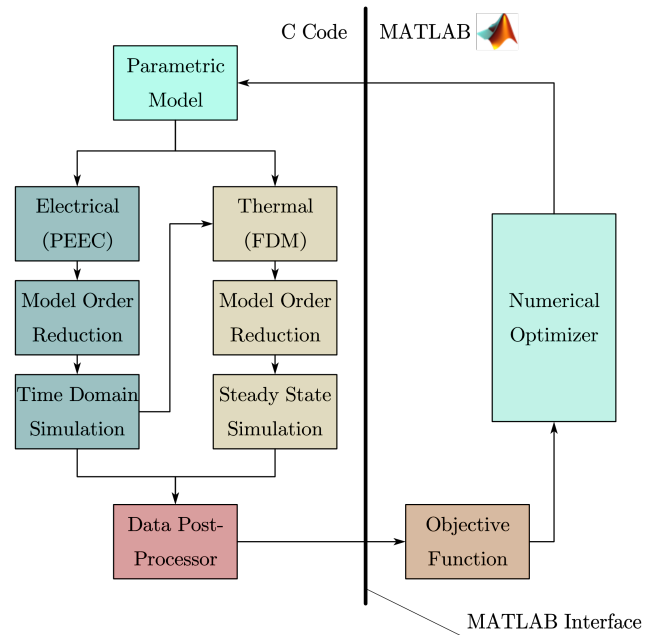 C Code
MATLAB
Parametric
Model
Electrical
(PEEC)
Thermal
(FDM)
Model Order
Reduction
Model Order
Reduction
Time Domain
Simulation
Steady State
Simulation
Data Post-
Processor
Objective
Function
Numerical
Optimizer
MATLAB Interface